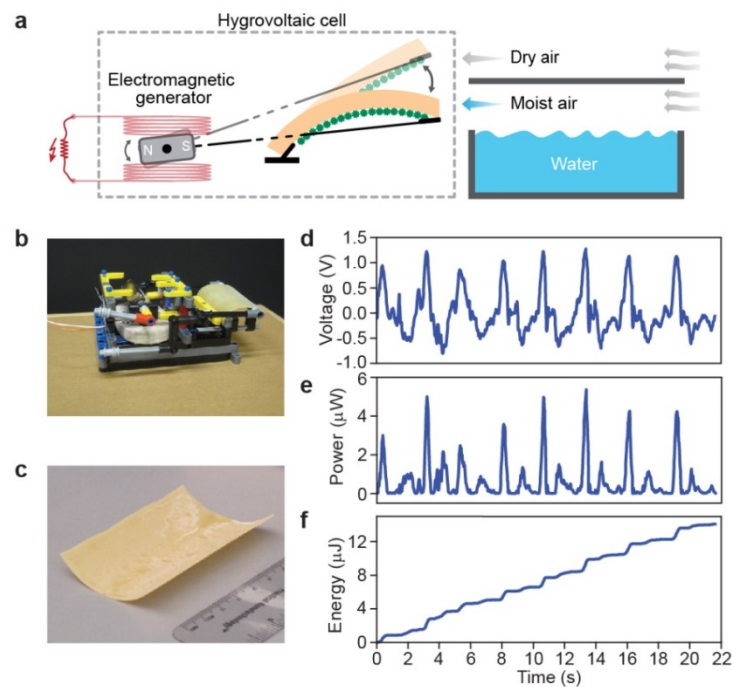 a
Hygrovoltaic cell
Electromagnetic
generator
N S
Dry air
Moist air
Water
b
c
d
Voltage (V)
1.5
1.0
0.5
0.0
-0.5
-1.0
e
Power (μW)
6
4
2
0
f
Energy (μJ)
12
8
4
0
0 2 4 6 8 10 12 14 16 18 20 22
Time (s)